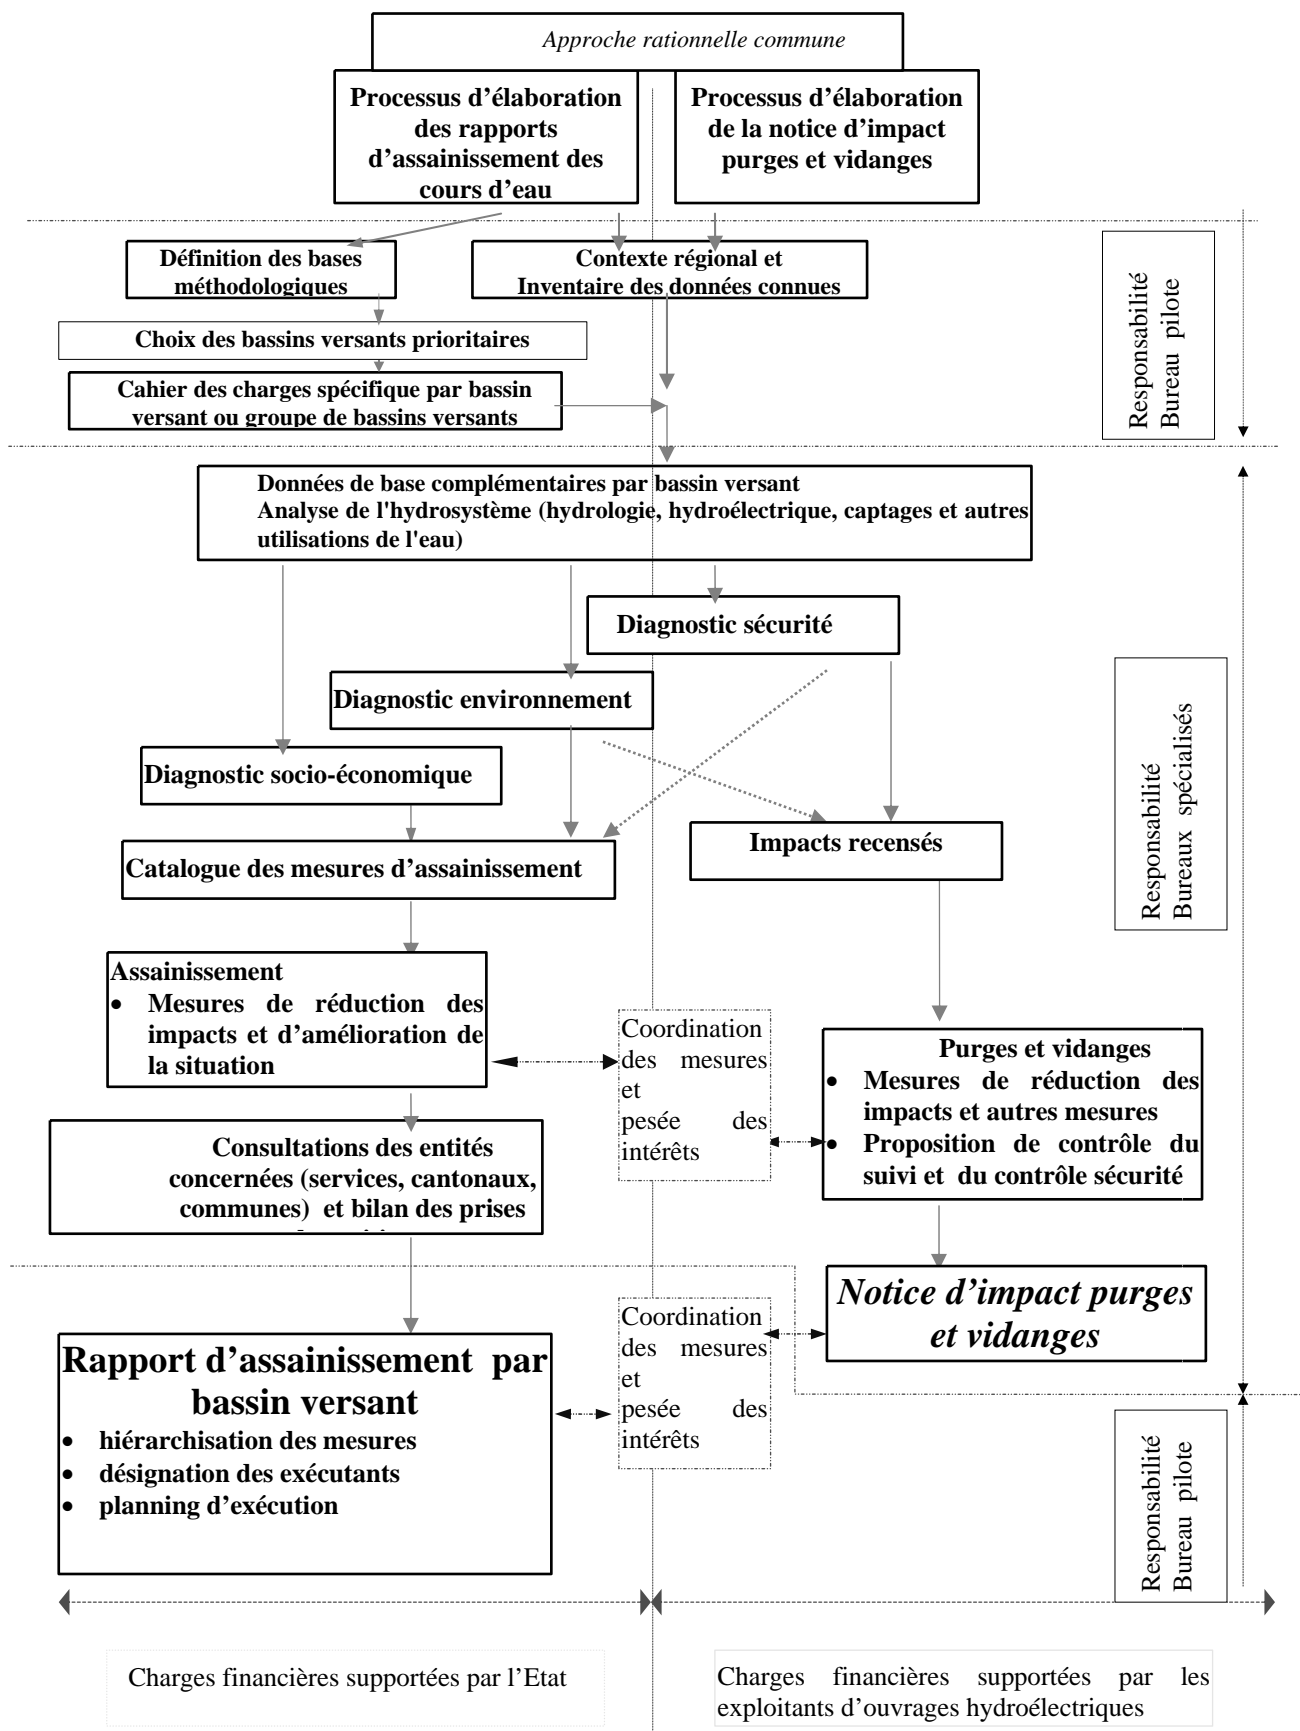 Approche rationnelle commune
Processus d’élaboration
des rapports
d’assainissement des
cours d’eau
Processus d’élaboration
de la notice d’impact
purges et vidanges
Définition des bases
méthodologiques
Contexte régional et
Inventaire des données connues
Responsabilité
Bureau pilote
Choix des bassins versants prioritaires
Cahier des charges spécifique par bassin
versant ou groupe de bassins versants
Données de base complémentaires par bassin versant
Analyse de l'hydrosystème (hydrologie, hydroélectrique, captages et autres
utilisations de l'eau)
Diagnostic sécurité
Diagnostic environnement
Diagnostic socio-économique
Responsabilité
Bureaux spécialisés
Catalogue des mesures d’assainissement
Impacts recensés
Assainissement
• Mesures de réduction des
impacts et d’amélioration de
la situation
Coordination
des mesures
et
pesée des
intérêts
Purges et vidanges
• Mesures de réduction des
impacts et autres mesures
• Proposition de contrôle du
suivi et du contrôle sécurité
Consultations des entités
concernées (services, cantonaux,
communes) et bilan des prises
Notice d’impact purges
et vidanges
Coordination
des mesures
et
pesée des
intérêts
Rapport d’assainissement par
bassin versant
• hiérarchisation des mesures
• désignation des exécutants
• planning d’exécution
Responsabilité
Bureau pilote
Charges financières supportées par l’Etat
Charges financières supportées par les
exploitants d’ouvrages hydroélectriques